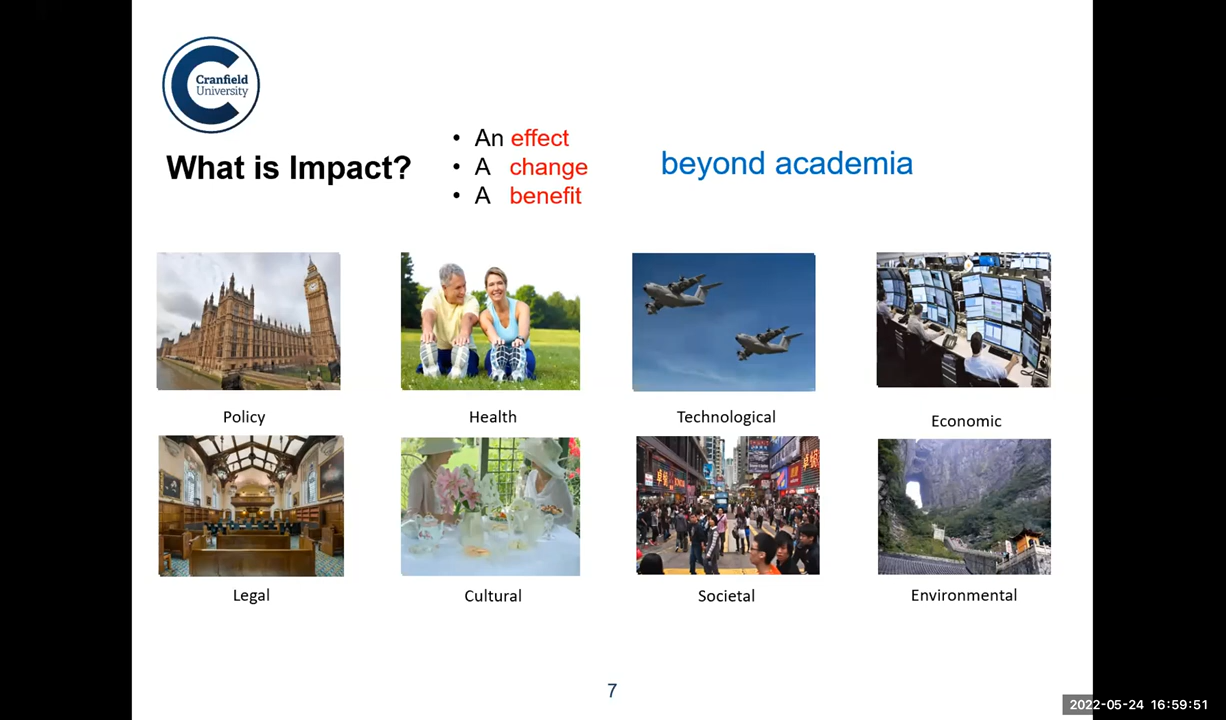 Cranfield
University
What is Impact?
• An effect
• A change
• A benefit
beyond academia
Policy
Health
Technological
Economic
Legal
Cultural
Societal
Environmental
7
2022-05-24 16:59:51